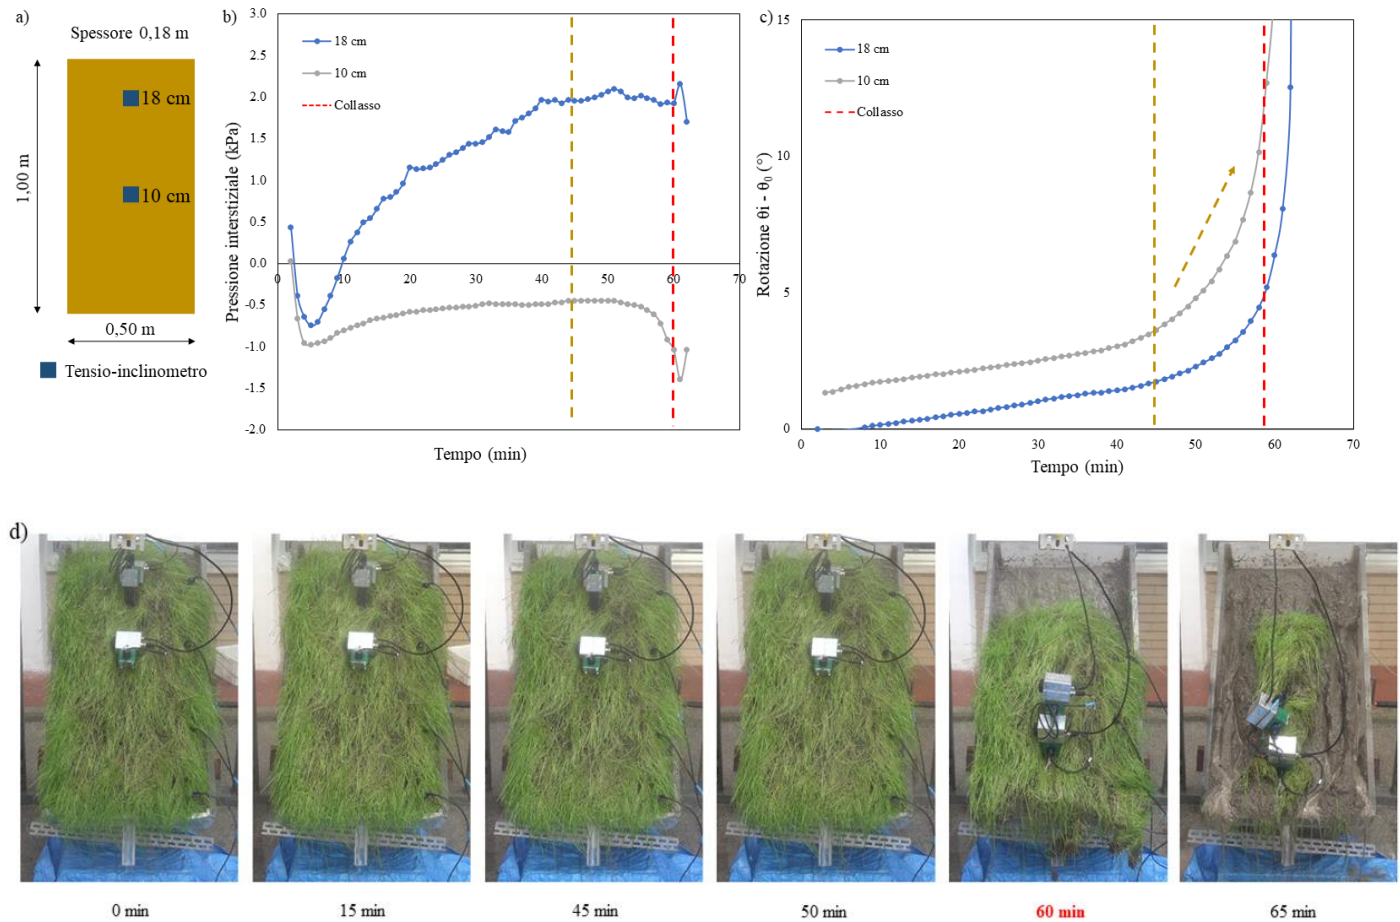 a)
Spessore 0,18 m
18 cm
10 cm
1,00 m
0,50 m
Tensio-inclinometro
b)
Pressione interstiziale (kPa)
3.0
2.5
2.0
1.5
1.0
0.5
0.0
-0.5
-1.0
-1.5
-2.0
18 cm
10 cm
Collasso
0 10 20 30 40 50 60 70
Tempo (min)
c)
Rotazione θi - θ0 (°)
15
10
5
0
18 cm
10 cm
Collasso
0 10 20 30 40 50 60 70
Tempo (min)
d)
0 min 15 min 45 min 50 min 60 min 65 min